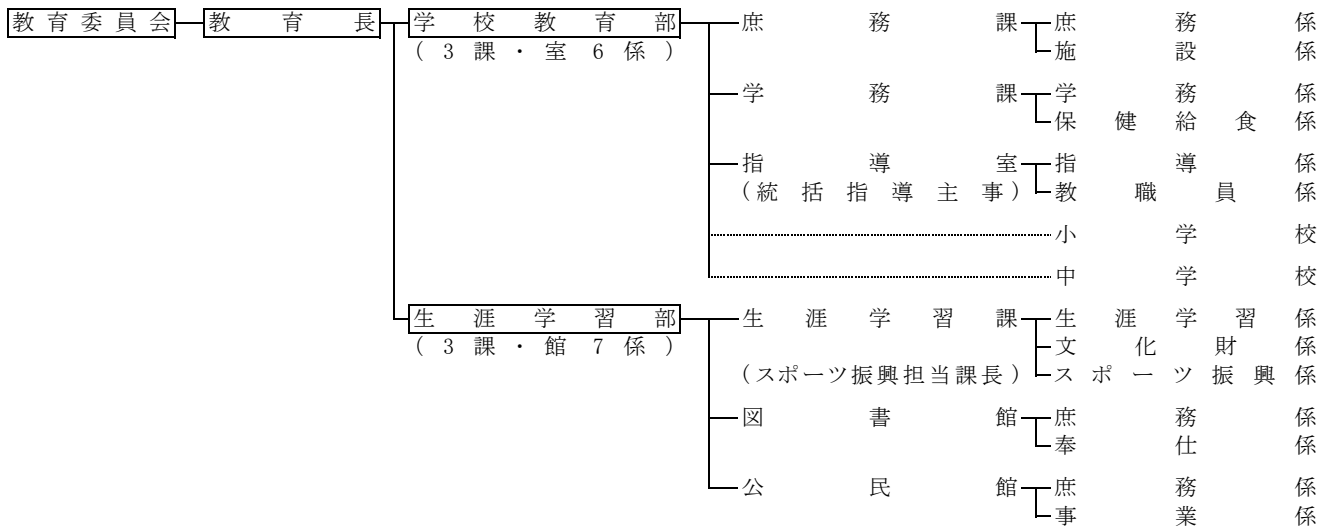 教育委員会 教育長 学校教育部 庶務課 庶務係
(3課・室6係) 施設係
学務課 学務係
保健給食係
指導室 指導係
(統括指導主事) 教職員係
小学校
中学校
生涯学習部 生涯学習課 生涯学習係
(3課・館7係) 文化財係
(スポーツ振興担当課長) スポーツ振興係
図書館 庶務係
奉仕係
公民館 庶務係
事業係